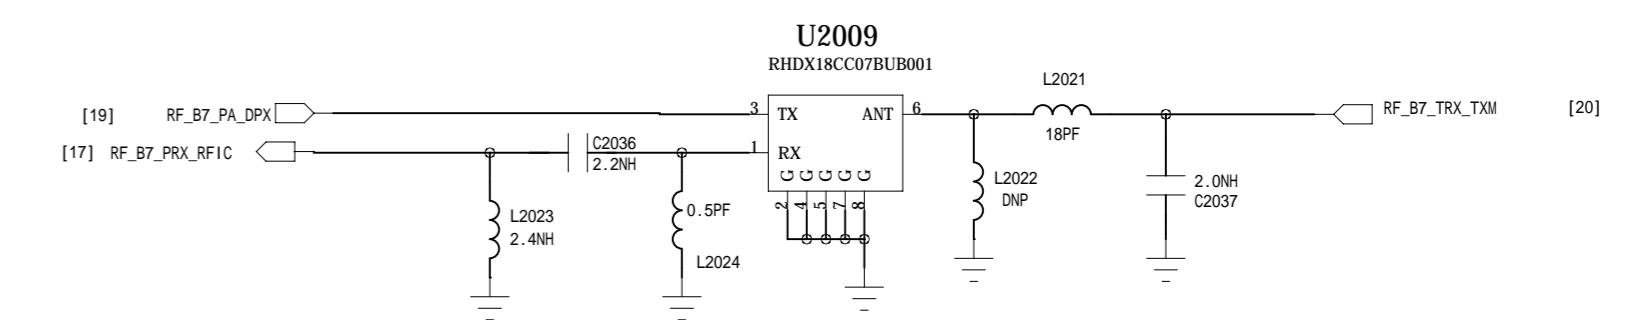 U2009
RHDX18CC07BUB001
L2021
[19] RF_B7_PA_DPX 3 TX ANT 6 RF_B7_TRX_TXM [20]
18PF
[17] RF_B7_PRX_RFIC C2036 1 RX
2.2NH
G G G G G
L2022
DNP
2.0NH
C2037
L2023
2.4NH
0.5PF
2 4 5 7 8
L2024